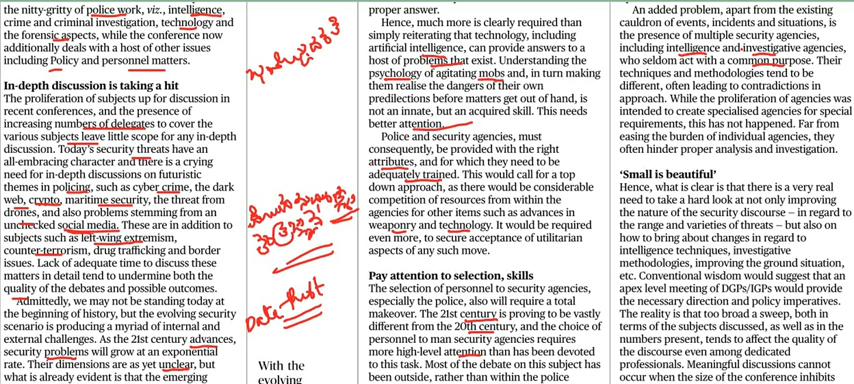 the nitty-gritty of police work, viz., intelligence,
crime and criminal investigation, technology and
the forensic aspects, while the conference now
additionally deals with a host of other issues
including Policy and personnel matters.
In-depth discussion is taking a hit
The proliferation of subjects up for discussion in
recent conferences, and the presence of
increasing numbers of delegates to cover the
various subjects leave little scope for any in-depth
discussion. Today's security threats have an
all-embracing character and there is a crying
need for in-depth discussions on futuristic
themes in policing, such as cyber crime, the dark
web, crypto, maritime security, the threat from
drones, and also problems stemming from an
unchecked social media. These are in addition to
subjects such as left-wing extremism,
counter-terrorism, drug trafficking and border
issues. Lack of adequate time to discuss these
matters in detail tend to undermine both the
quality of the debates and possible outcomes.
Admittedly, we may not be standing today at
the beginning of history, but the evolving security
scenario is producing a myriad of internal and
external challenges. As the 21st century advances,
security problems will grow at an exponential
rate. Their dimensions are as yet unclear, but
what is already evident is that the emerging
With the
evolving
proper answer.
Hence, much more is clearly required than
simply reiterating that technology, including
artificial intelligence, can provide answers to a
host of problems that exist. Understanding the
psychology of agitating mobs and, in turn making
them realise the dangers of their own
predilections before matters get out of hand, is
not an innate, but an acquired skill. This needs
better attention.
Police and security agencies, must
consequently, be provided with the right
attributes, and for which they need to be
adequately trained. This would call for a top
down approach, as there would be considerable
competition of resources from within the
agencies for other items such as advances in
weaponry and technology. It would be required
even more, to secure acceptance of utilitarian
aspects of any such move.
Pay attention to selection, skills
The selection of personnel to security agencies,
especially the police, also will require a total
makeover. The 21st century is proving to be vastly
different from the 20th century, and the choice of
personnel to man security agencies requires
more high-level attention than has been devoted
to this task. Most of the debate on this subject has
been outside, rather than within the police
An added problem, apart from the existing
cauldron of events, incidents and situations, is
the presence of multiple security agencies,
including intelligence and investigative agencies,
who seldom act with a common purpose. Their
techniques and methodologies tend to be
different, often leading to contradictions in
approach. While the proliferation of agencies was
intended to create specialised agencies for special
requirements, this has not happened. Far from
easing the burden of individual agencies, they
often hinder proper analysis and investigation.
'Small is beautiful'
Hence, what is clear is that there is a very real
need to take a hard look at not only improving
the nature of the security discourse — in regard to
the range and varieties of threats — but also on
how to bring about changes in regard to
intelligence techniques, investigative
methodologies, improving the ground situation,
etc. Conventional wisdom would suggest that an
apex level meeting of DGPs/IGPs would provide
the necessary direction and policy imperatives.
The reality is that too broad a sweep, both in
terms of the subjects discussed, as well as in the
numbers present, tends to affect the quality of
the discourse even among dedicated
professionals. Meaningful discussions cannot
occur when the size of the conference inhibits